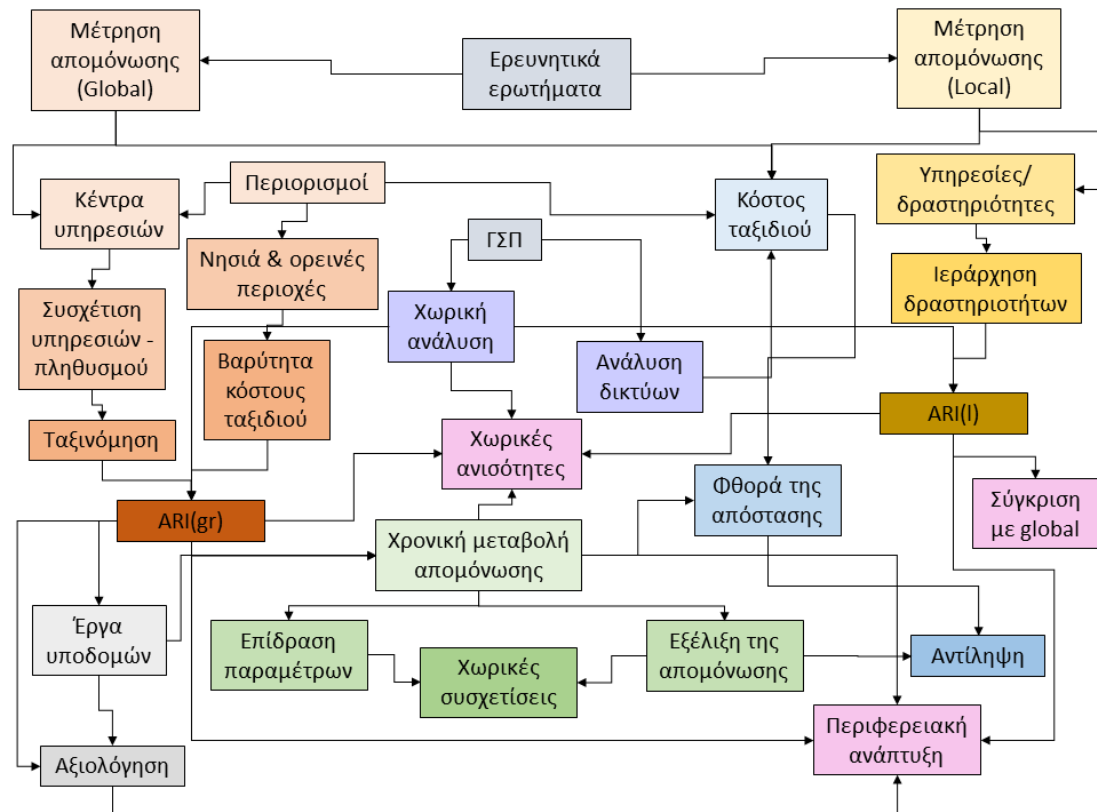 Μέτρηση
απομόνωσης
(Global)
Ερευνητικά
ερωτήματα
Μέτρηση
απομόνωσης
(Local)
Κέντρα
υπηρεσιών
Περιορισμοί
Κόστος
ταξιδιού
Υπηρεσίες/
δραστηριότητες
ΓΣΠ
Νησιά & ορεινές
περιοχές
Ιεράρχηση
δραστηριοτήτων
Συσχέτιση
υπηρεσιών -
πληθυσμού
Χωρική
ανάλυση
Βαρύτητα
κόστους
ταξιδιού
Ανάλυση
δικτύων
Ταξινόμηση
Χωρικές
ανισότητες
ARI(l)
Φθορά της
απόστασης
Σύγκριση
με global
ARI(gr)
Χρονική μεταβολή
απομόνωσης
Έργα
υποδομών
Επίδραση
παραμέτρων
Χωρικές
συσχετίσεις
Εξέλιξη της
απομόνωσης
Αντίληψη
Περιφερειακή
ανάπτυξη
Αξιολόγηση